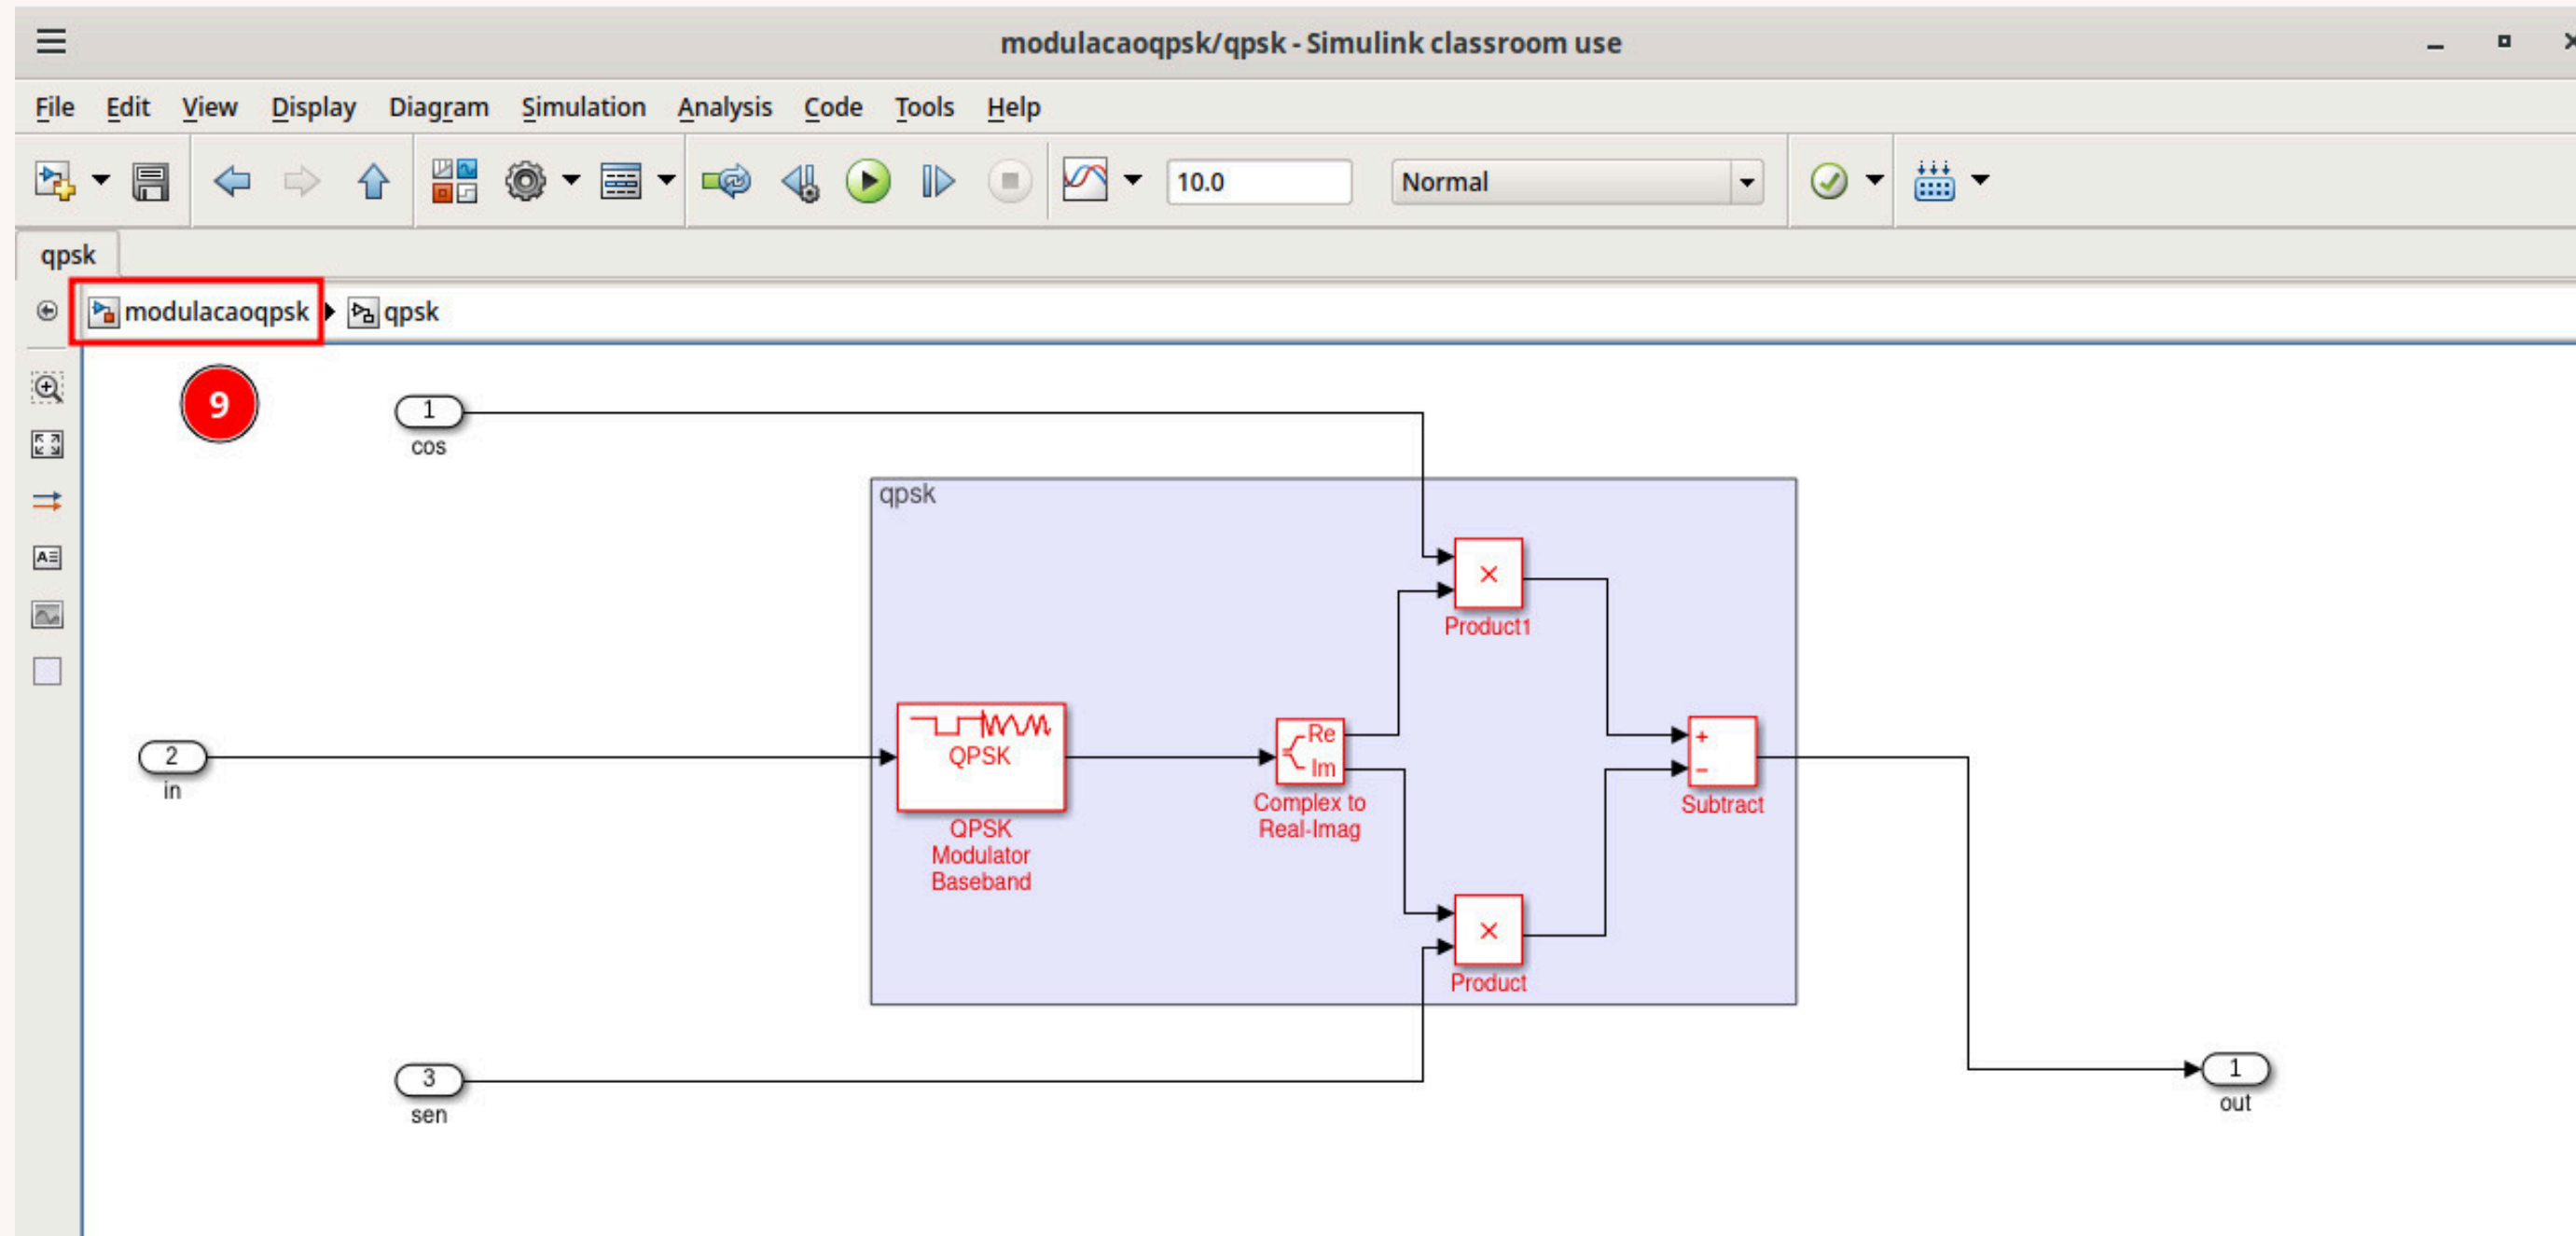 modulacaoqpsk/qpsk - Simulink classroom use
File Edit View Display Diagram Simulation Analysis Code Tools Help
10.0 Normal
qpsk
modulacaoqpsk qpsk
9
1
cos
qpsk
×
Product1
2
in
QPSK
QPSK
Modulator
Baseband
Re
Im
Complex to
Real-Imag
+
−
Subtract
×
Product
3
sen
1
out